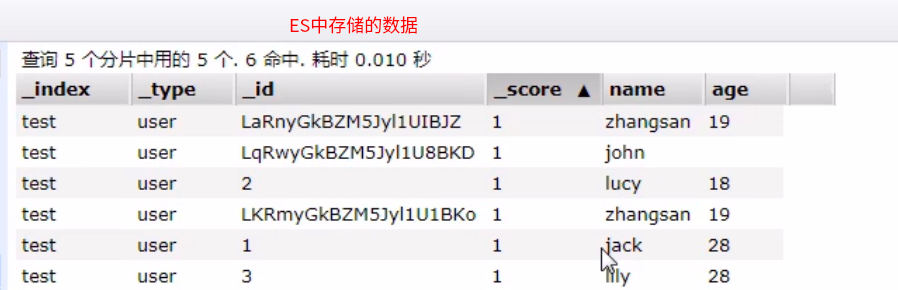 ES中存储的数据
查询 5 个分片中用的 5 个. 6 命中. 耗时 0.010 秒
_index _type _id _score ▲ name age
test user LaRnyGkBZM5Jyl1UIBJZ 1 zhangsan 19
test user LqRwyGkBZM5Jyl1U8BKD 1 john
test user 2 1 lucy 18
test user LKRmyGkBZM5Jyl1U1BKo 1 zhangsan 19
test user 1 1 jack 28
test user 3 1 lily 28